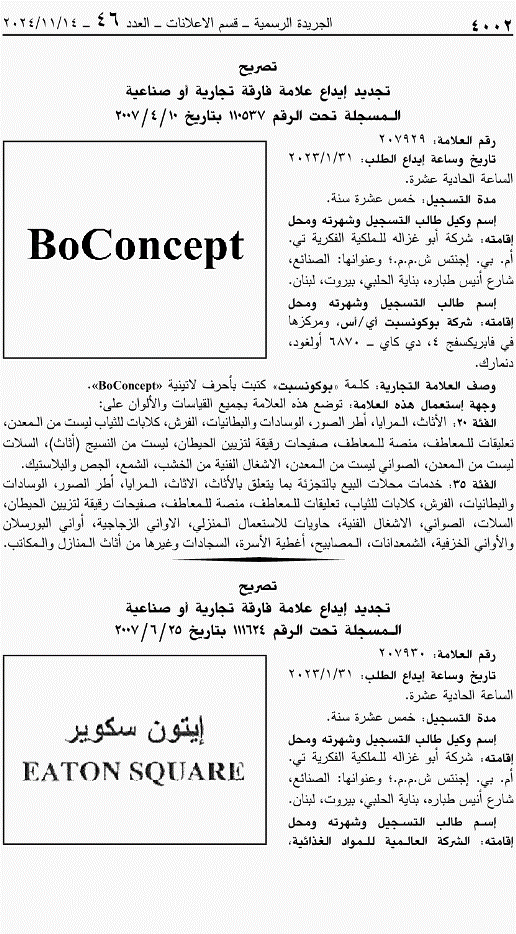 ٤٠٠٢
الجريدة الرسمية ــ قسم الاعلانات ــ العدد ٤٦ ــ ٢٠٢٤/١١/١٤
تصريح
تجديد إيداع علامة فارقة تجارية أو صناعية
المسجلة تحت الرقم ١١٠٥٣٧ بتاريخ ٢٠٠٧/٤/١٠
رقم العلامة: ٢٠٧٩٢٩
تاريخ وساعة إيداع الطلب: ٢٠٢٣/١/٣١
الساعة الحادية عشرة.
مدة التسجيل: خمس عشرة سنة.
إسم وكيل طالب التسجيل وشهرته ومحل
إقامته: شركة أبو غزاله للملكية الفكرية تي.
أم. بي. إجنتس ش.م.م.؛ وعنوانها: الصنائع،
شارع أنيس طباره، بناية الحلبي، بيروت، لبنان.
إسم طالب التسجيل وشهرته ومحل
إقامته: شركة بوكونسبت أي/أس، ومركزها
في فابريكسفج ٤، دي كاي ــ ٦٨٧٠ أولغود،
دنمارك.
BoConcept
وصف العلامة التجارية: كلمة «بوكونسبت» كتبت بأحرف لاتينية «BoConcept».
وجهة إستعمال هذه العلامة: توضع هذه العلامة بجميع القياسات والألوان على:
الفئة ٢٠: الأثاث، المرايا، أطر الصور، الوسادات والبطانيات، الفرش، كلابات للثياب ليست من المعدن،
تعليقات للمعاطف، منصة للمعاطف، صفيحات رقيقة لتزيين الحيطان، ليست من النسيج (أثاث)، السلات
ليست من المعدن، الصواني ليست من المعدن، الاشغال الفنية من الخشب، الشمع، الجص والبلاستيك.
الفئة ٣٥: خدمات محلات البيع بالتجزئة بما يتعلق بالأثاث، الاثاث، المرايا، أطر الصور، الوسادات
والبطانيات، الفرش، كلابات للثياب، تعليقات للمعاطف، منصة للمعاطف، صفيحات رقيقة لتزيين الحيطان،
السلات، الصواني، الاشغال الفنية، حاويات للاستعمال المنزلي، الاواني الزجاجية، أواني البورسلان
والأواني الخزفية، الشمعدانات، المصابيح، أغطية الأسرة، السجادات وغيرها من أثاث المنازل والمكاتب.
تصريح
تجديد إيداع علامة فارقة تجارية أو صناعية
المسجلة تحت الرقم ١١١٦٢٤ بتاريخ ٢٠٠٧/٦/٢٥
رقم العلامة: ٢٠٧٩٣٠
تاريخ وساعة إيداع الطلب: ٢٠٢٣/١/٣١
الساعة الحادية عشرة.
مدة التسجيل: خمس عشرة سنة.
إسم وكيل طالب التسجيل وشهرته ومحل
إقامته: شركة أبو غزاله للملكية الفكرية تي.
أم. بي. إجنتس ش.م.م.؛ وعنوانها: الصنائع،
شارع أنيس طباره، بناية الحلبي، بيروت، لبنان.
إسم طالب التسجيل وشهرته ومحل
إقامته: الشركة العالمية للمواد الغذائية،
إيتون سكوير
EATON SQUARE